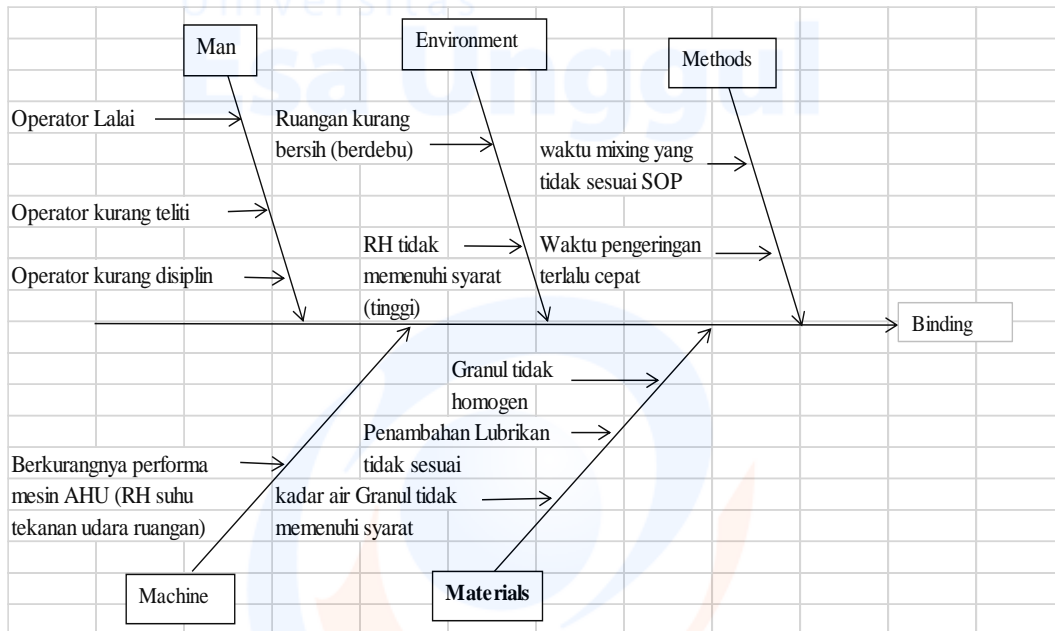 Universitas
Esa Unggul
Man
Environment
Methods
Operator Lalai
Ruangan kurang
bersih (berdebu)
waktu mixing yang
tidak sesuai SOP
Operator kurang teliti
RH tidak
memenuhi syarat
(tinggi)
Waktu pengeringan
terlalu cepat
Operator kurang disiplin
Binding
Granul tidak
homogen
Penambahan Lubrikan
tidak sesuai
Berkurangnya performa
mesin AHU (RH suhu
tekanan udara ruangan)
kadar air Granul tidak
memenuhi syarat
Machine
Materials